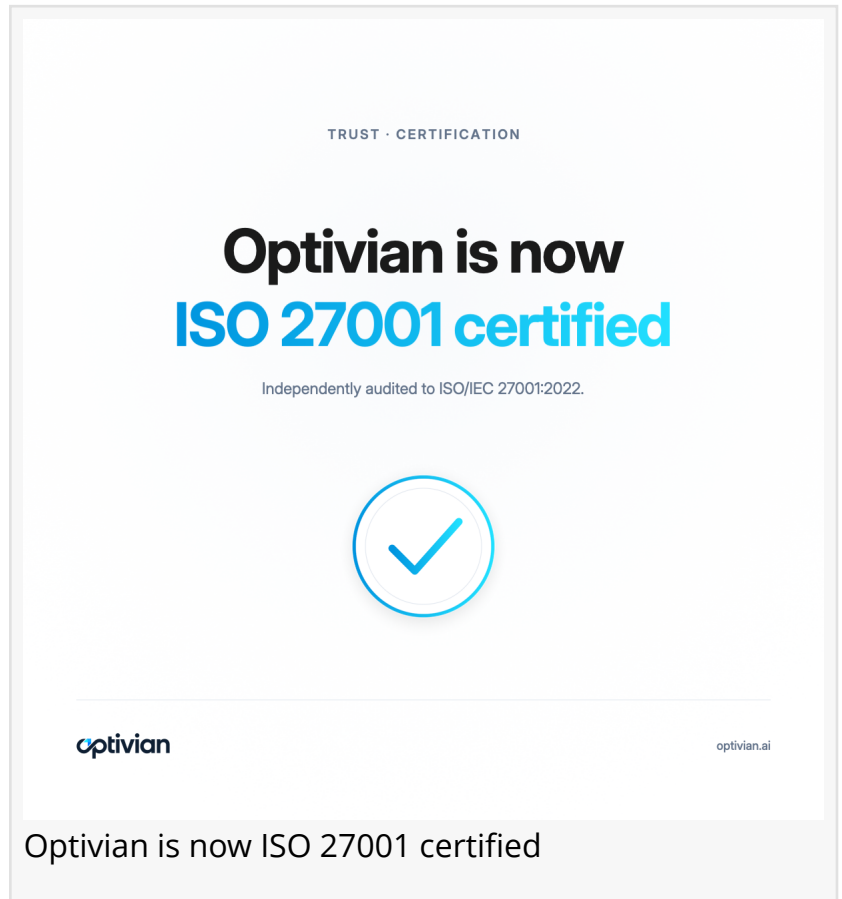 TRUST · CERTIFICATION
Optivian is now
ISO 27001 certified
Independently audited to ISO/IEC 27001:2022.
optivian
optivian.ai
Optivian is now ISO 27001 certified